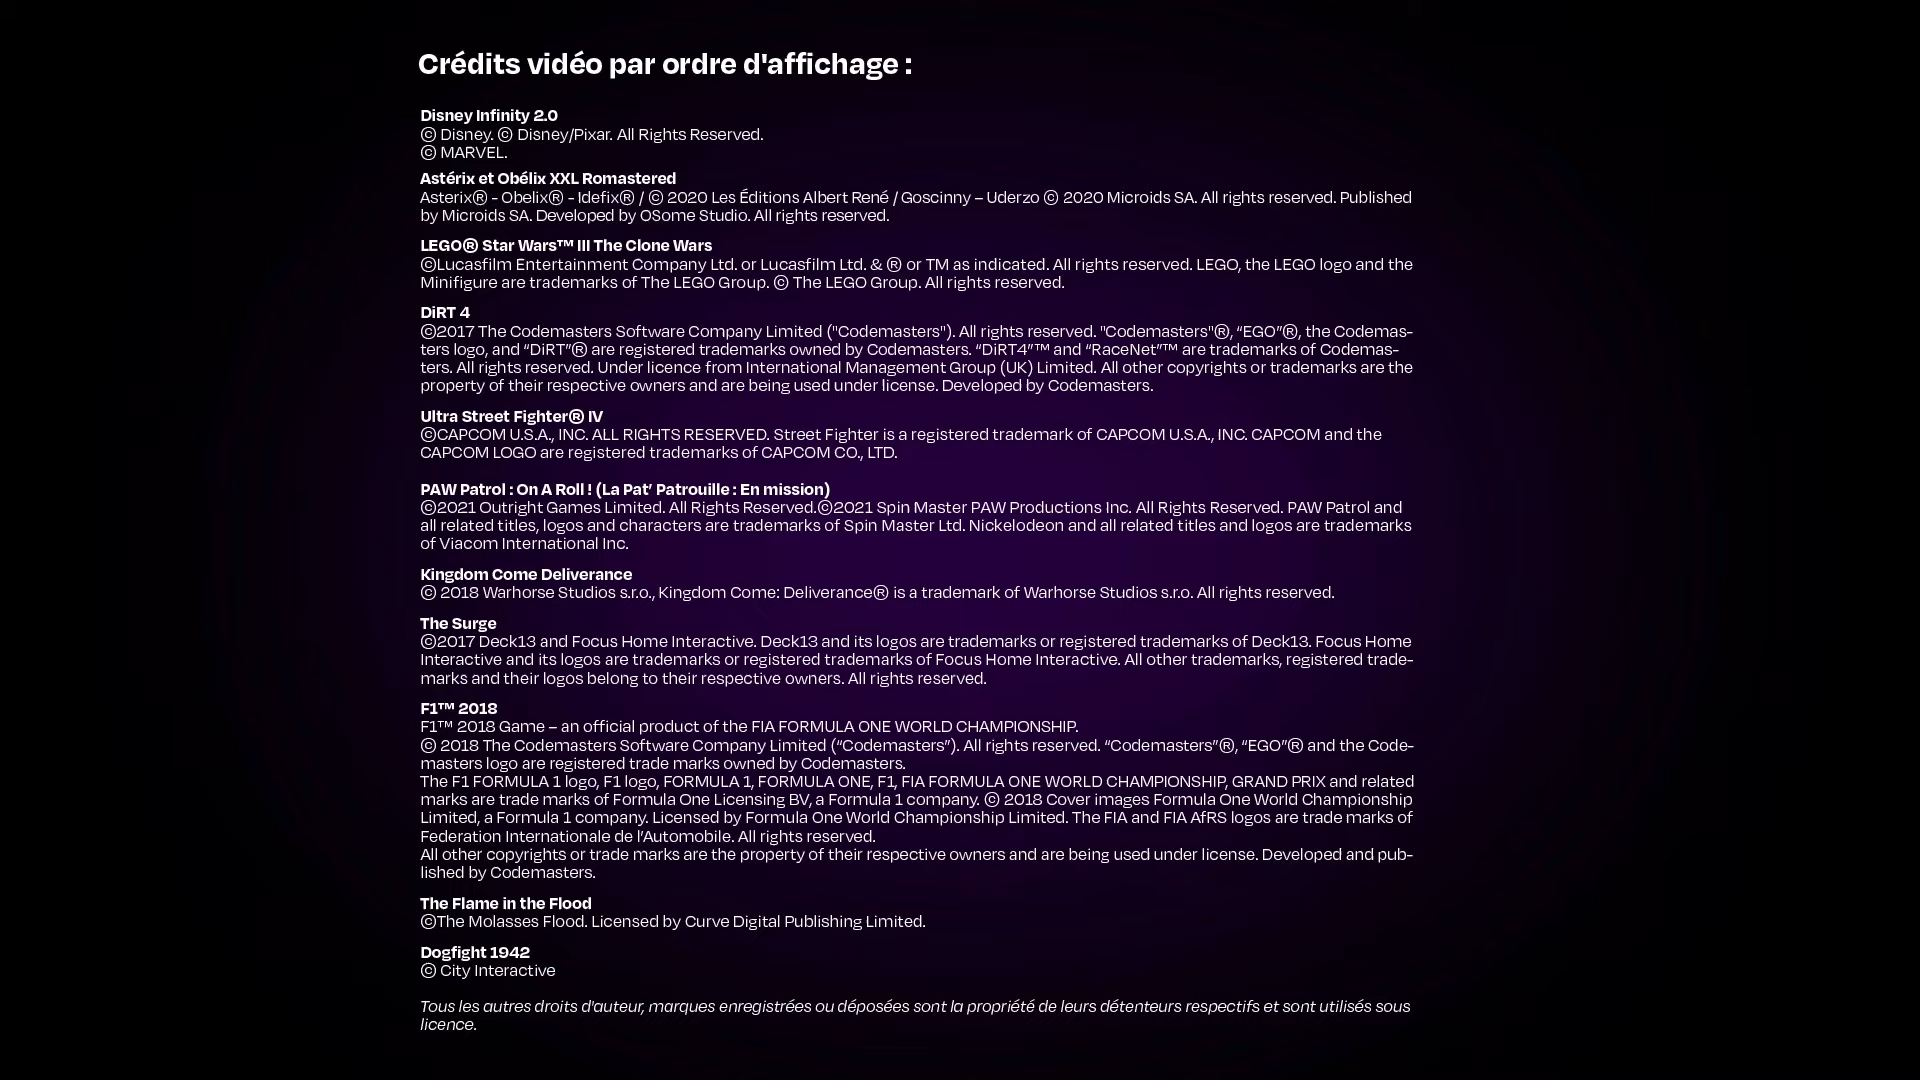 Crédits vidéo par ordre d'affichage :
Disney Infinity 2.0
© Disney. © Disney/Pixar. All Rights Reserved.
© MARVEL.
Astérix et Obélix XXL Romastered
Asterix® - Obelix® - Idefix® / © 2020 Les Éditions Albert René / Goscinny – Uderzo © 2020 Microids SA. All rights reserved. Published
by Microids SA. Developed by OSome Studio. All rights reserved.
LEGO® Star Wars™ III The Clone Wars
©Lucasfilm Entertainment Company Ltd. or Lucasfilm Ltd. & ® or TM as indicated. All rights reserved. LEGO, the LEGO logo and the
Minifigure are trademarks of The LEGO Group. © The LEGO Group. All rights reserved.
DiRT 4
©2017 The Codemasters Software Company Limited ("Codemasters"). All rights reserved. "Codemasters"®, “EGO”®, the Codemas-
ters logo, and “DiRT”® are registered trademarks owned by Codemasters. “DiRT4”™ and “RaceNet”™ are trademarks of Codemas-
ters. All rights reserved. Under licence from International Management Group (UK) Limited. All other copyrights or trademarks are the
property of their respective owners and are being used under license. Developed by Codemasters.
Ultra Street Fighter® IV
©CAPCOM U.S.A., INC. ALL RIGHTS RESERVED. Street Fighter is a registered trademark of CAPCOM U.S.A., INC. CAPCOM and the
CAPCOM LOGO are registered trademarks of CAPCOM CO., LTD.
PAW Patrol : On A Roll ! (La Pat’ Patrouille : En mission)
©2021 Outright Games Limited. All Rights Reserved.©2021 Spin Master PAW Productions Inc. All Rights Reserved. PAW Patrol and
all related titles, logos and characters are trademarks of Spin Master Ltd. Nickelodeon and all related titles and logos are trademarks
of Viacom International Inc.
Kingdom Come Deliverance
© 2018 Warhorse Studios s.r.o., Kingdom Come: Deliverance® is a trademark of Warhorse Studios s.r.o. All rights reserved.
The Surge
©2017 Deck13 and Focus Home Interactive. Deck13 and its logos are trademarks or registered trademarks of Deck13. Focus Home
Interactive and its logos are trademarks or registered trademarks of Focus Home Interactive. All other trademarks, registered trade-
marks and their logos belong to their respective owners. All rights reserved.
F1™ 2018
F1™ 2018 Game – an official product of the FIA FORMULA ONE WORLD CHAMPIONSHIP.
© 2018 The Codemasters Software Company Limited (“Codemasters”). All rights reserved. “Codemasters”®, “EGO”® and the Code-
masters logo are registered trade marks owned by Codemasters.
The F1 FORMULA 1 logo, F1 logo, FORMULA 1, FORMULA ONE, F1, FIA FORMULA ONE WORLD CHAMPIONSHIP, GRAND PRIX and related
marks are trade marks of Formula One Licensing BV, a Formula 1 company. © 2018 Cover images Formula One World Championship
Limited, a Formula 1 company. Licensed by Formula One World Championship Limited. The FIA and FIA AfRS logos are trade marks of
Federation Internationale de l’Automobile. All rights reserved.
All other copyrights or trade marks are the property of their respective owners and are being used under license. Developed and pub-
lished by Codemasters.
The Flame in the Flood
©The Molasses Flood. Licensed by Curve Digital Publishing Limited.
Dogfight 1942
© City Interactive
Tous les autres droits d'auteur, marques enregistrées ou déposées sont la propriété de leurs détenteurs respectifs et sont utilisés sous
licence.